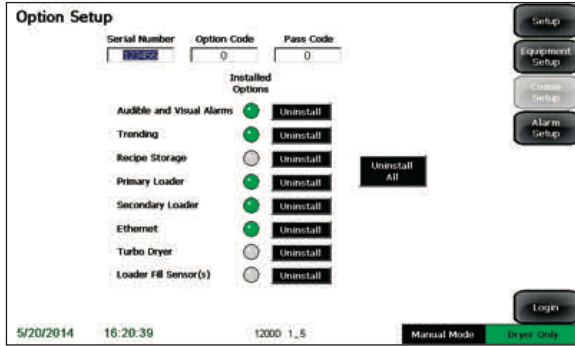 Option Setup
Serial Number Option Code Pass Code
123456 0 0
Installed
Options
Audible and Visual Alarms Uninstall
Trending Uninstall
Recipe Storage Uninstall
Primary Loader Uninstall
Secondary Loader Uninstall
Ethernet Uninstall
Turbo Dryer Uninstall
Loader Fill Sensor(s) Uninstall
Uninstall
All
Setup
Equipment
Setup
Comm
Setup
Alarm
Setup
Login
5/20/2014 16:20:39 12000 1_5 Manual Mode Dryer Only